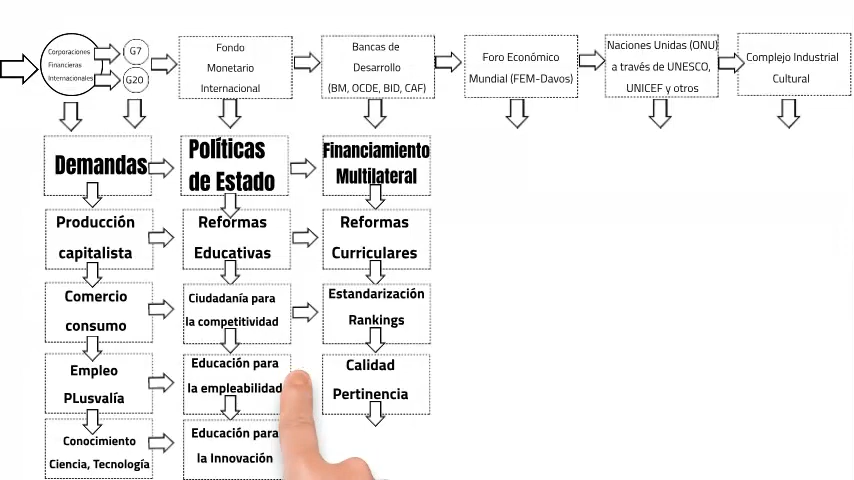 Corporaciones
Financieras
Internacionales
G7
G20
Fondo
Monetario
Internacional
Bancas de
Desarrollo
(BM, OCDE, BID, CAF)
Foro Económico
Mundial (FEM-Davos)
Naciones Unidas (ONU)
a través de UNESCO,
UNICEF y otros
Complejo Industrial
Cultural
Demandas
Políticas
de Estado
Financiamiento
Multilateral
Producción
capitalista
Reformas
Educativas
Reformas
Curriculares
Comercio
consumo
Ciudadanía para
la competitividad
Estandarización
Rankings
Empleo
PLusvalía
Educación para
la empleabilidad
Calidad
Pertinencia
Conocimiento
Ciencia, Tecnología
Educación para
la Innovación